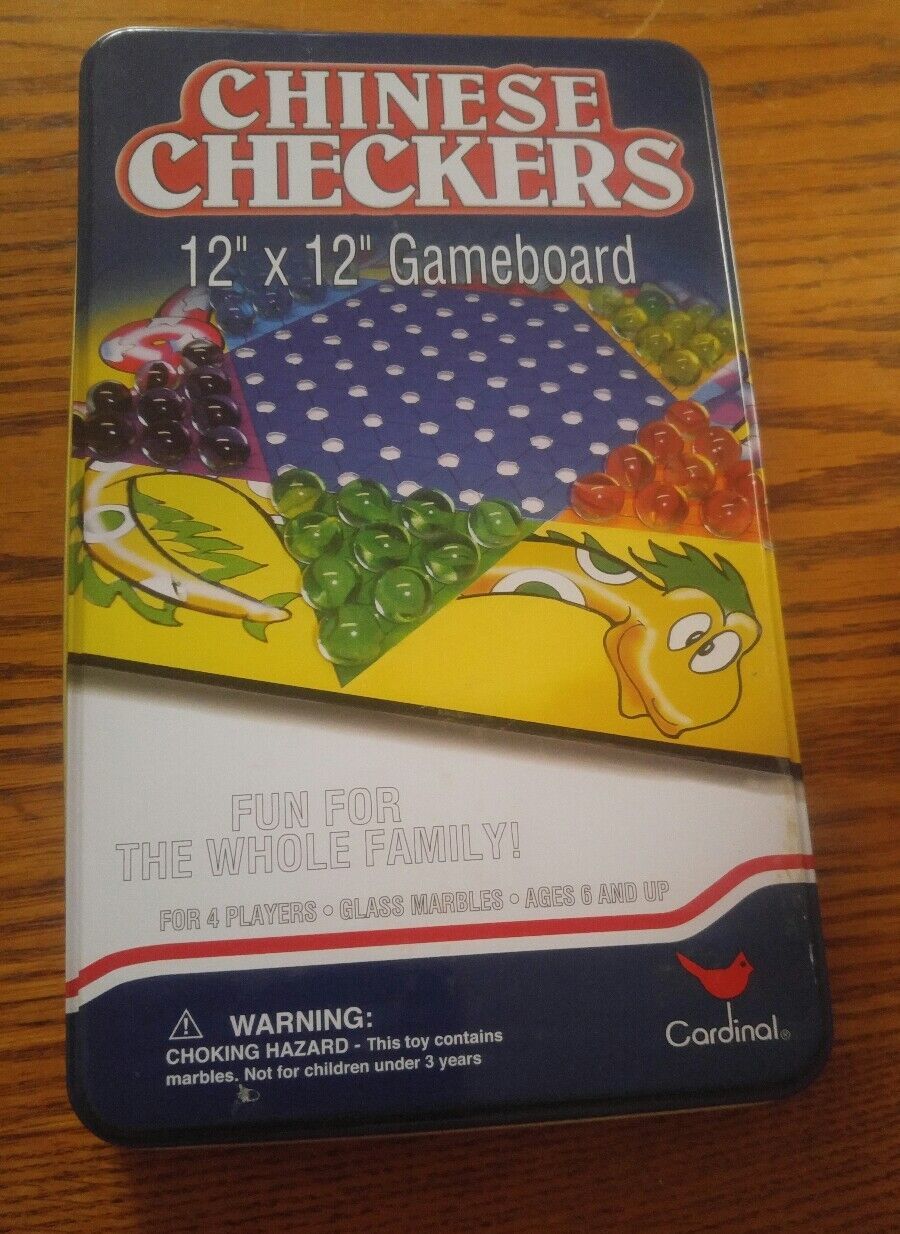 CHINESE
CHECKERS
12" x 12" Gameboard
FUN FOR
THE WHOLE FAMILY!
FOR 4 PLAYERS • GLASS MARBLES • AGES 6 AND UP
WARNING:
CHOKING HAZARD - This toy contains
marbles. Not for children under 3 years
Cardinal®